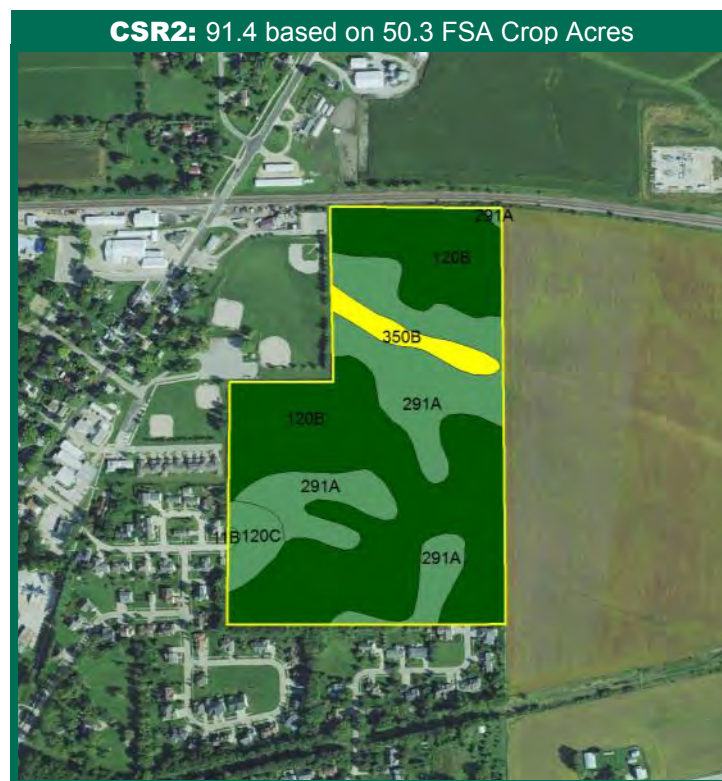 CSR2: 91.4 based on 50.3 FSA Crop Acres
291A
120B
350B
291A
120B
291A
11B
120C
291A